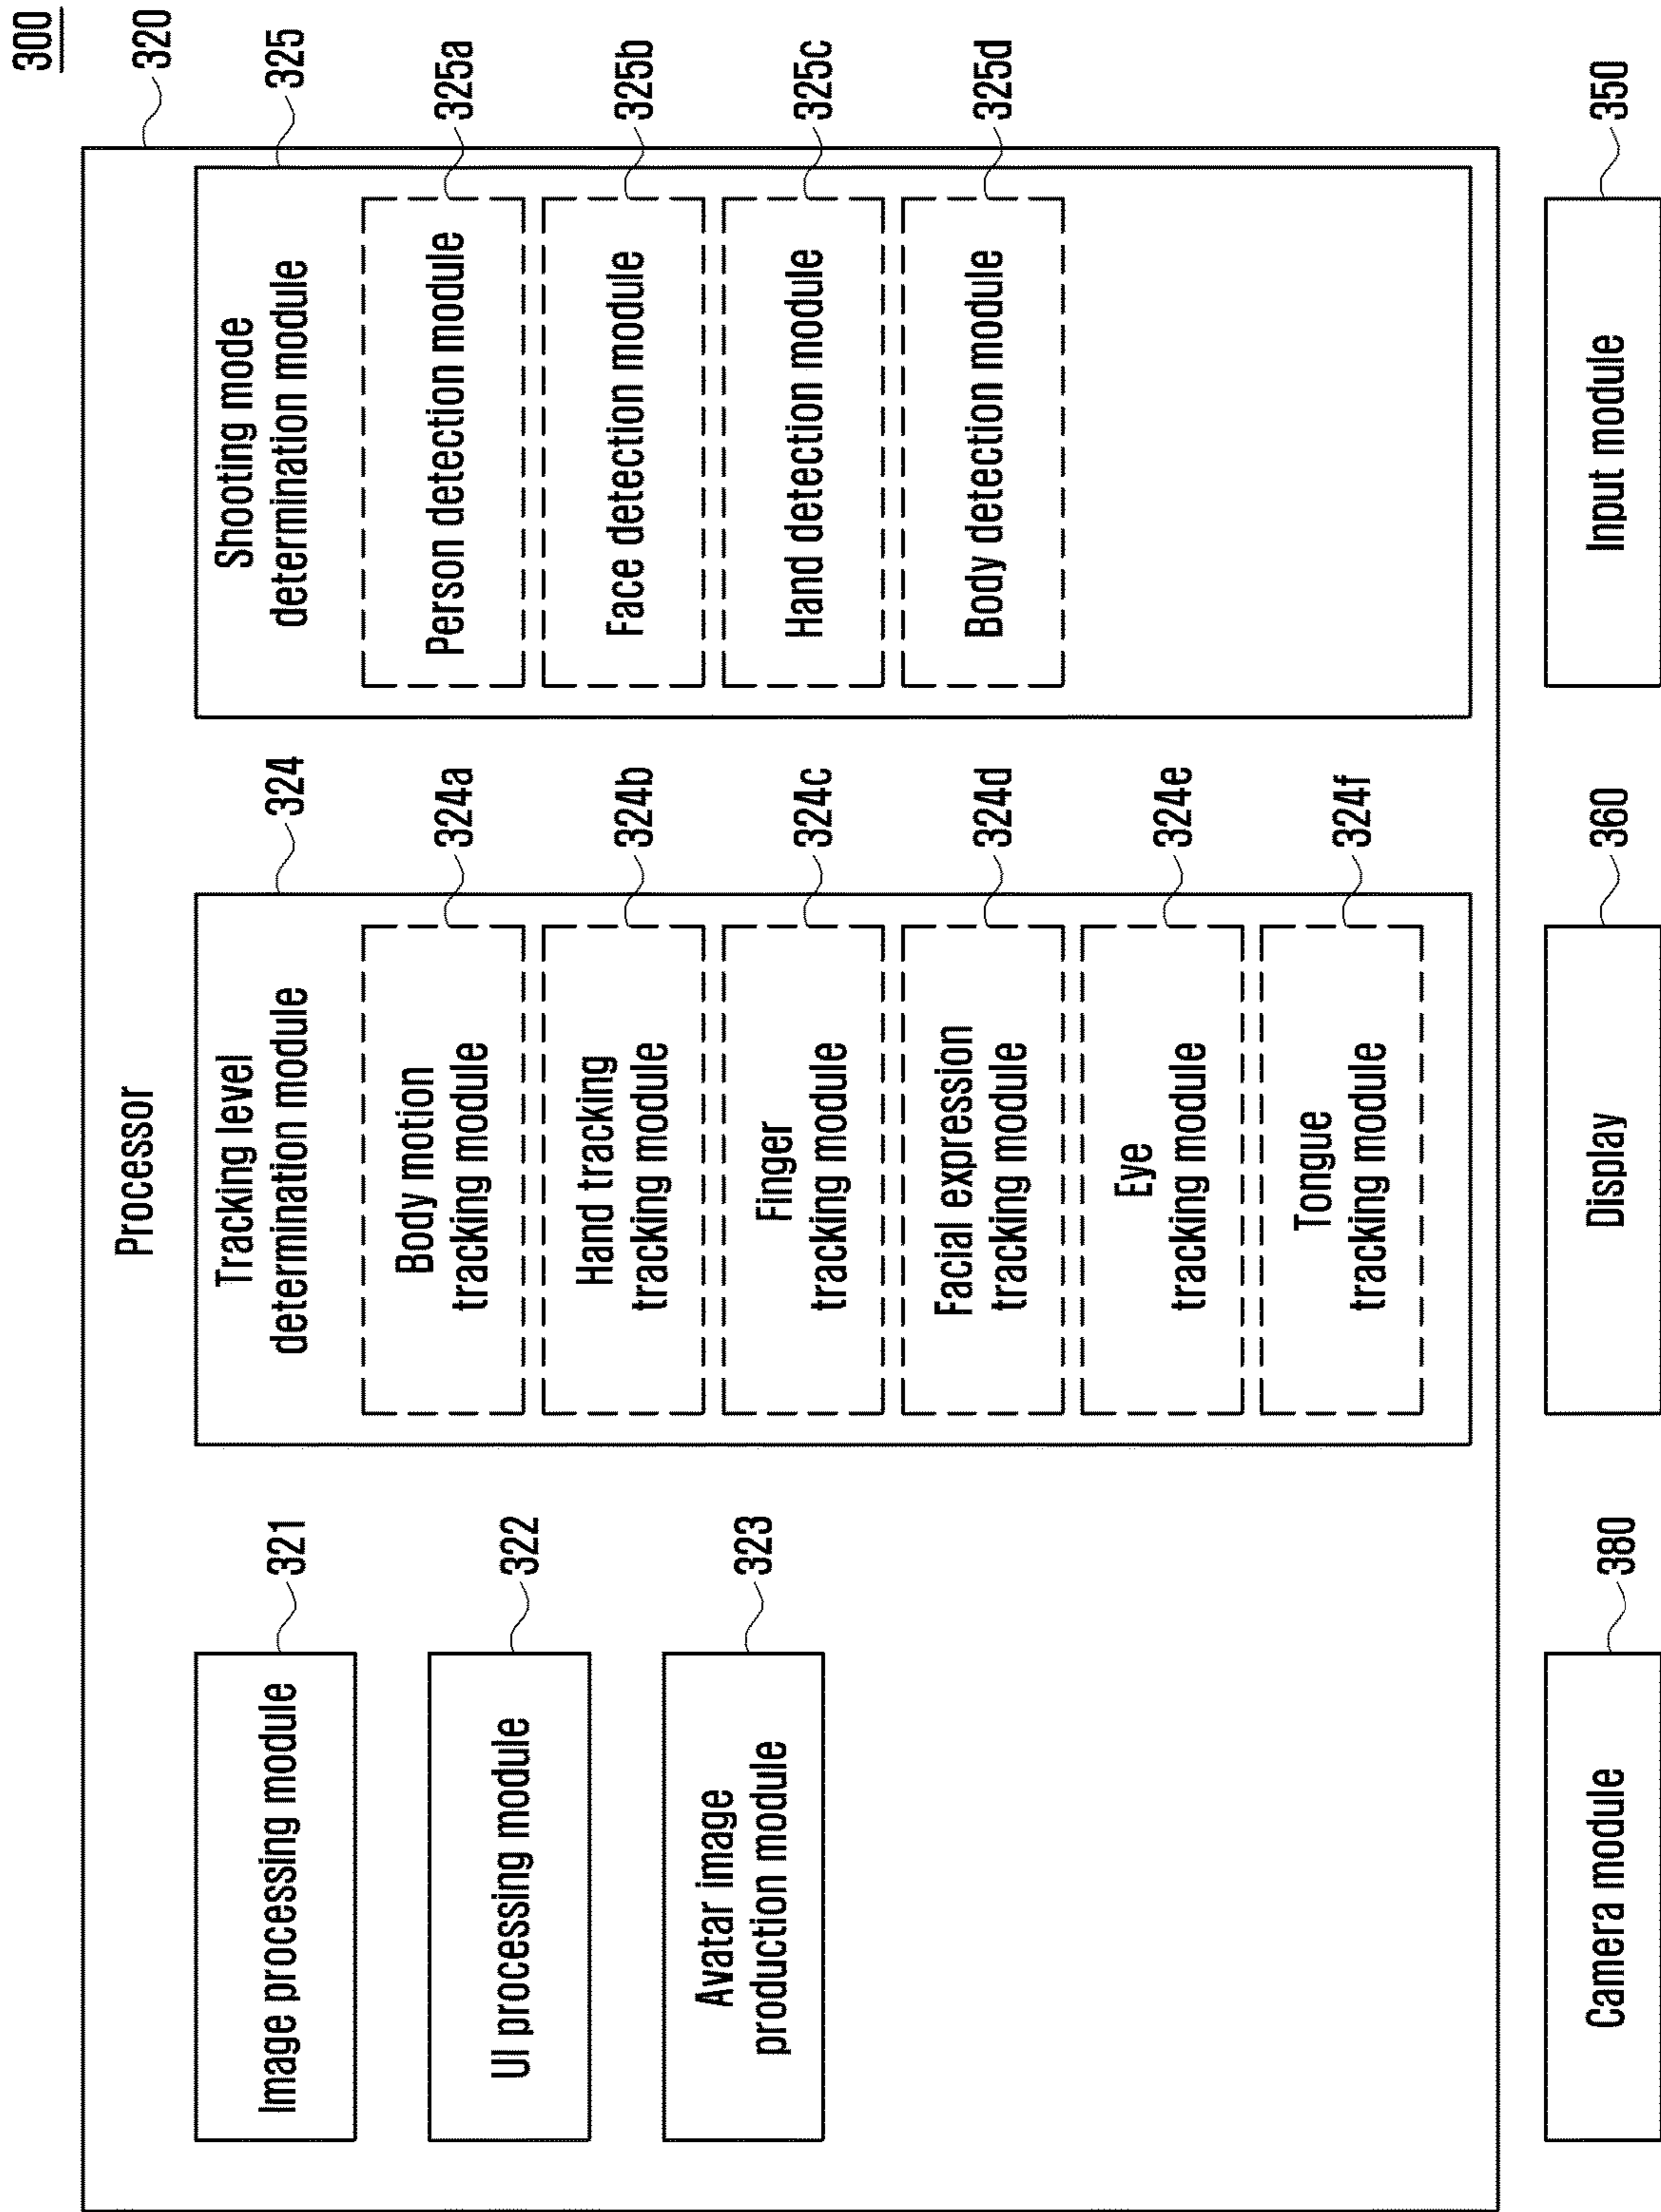 300
320
Processor
Image processing module
321
UI processing module
322
Avatar image
production module
323
Tracking level
determination module
324
Body motion
tracking module
324a
Hand tracking
tracking module
324b
Finger
tracking module
324c
Facial expression
tracking module
324d
Eye
tracking module
324e
Tongue
tracking module
324f
Shooting mode
determination module
325
Person detection module
325a
Face detection module
325b
Hand detection module
325c
Body detection module
325d
Camera module
380
Display
360
Input module
350